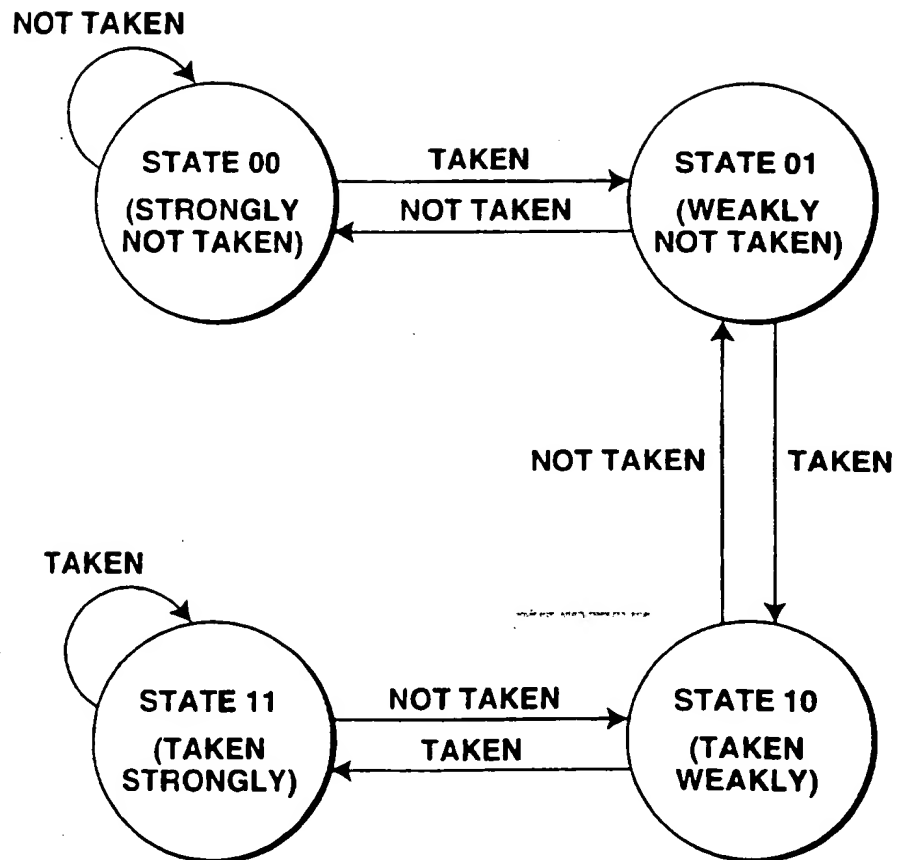 NOT TAKEN
STATE 00
(STRONGLY
NOT TAKEN)
TAKEN
NOT TAKEN
STATE 01
(WEAKLY
NOT TAKEN)
NOT TAKEN
TAKEN
TAKEN
STATE 11
(TAKEN
STRONGLY)
NOT TAKEN
TAKEN
STATE 10
(TAKEN
WEAKLY)